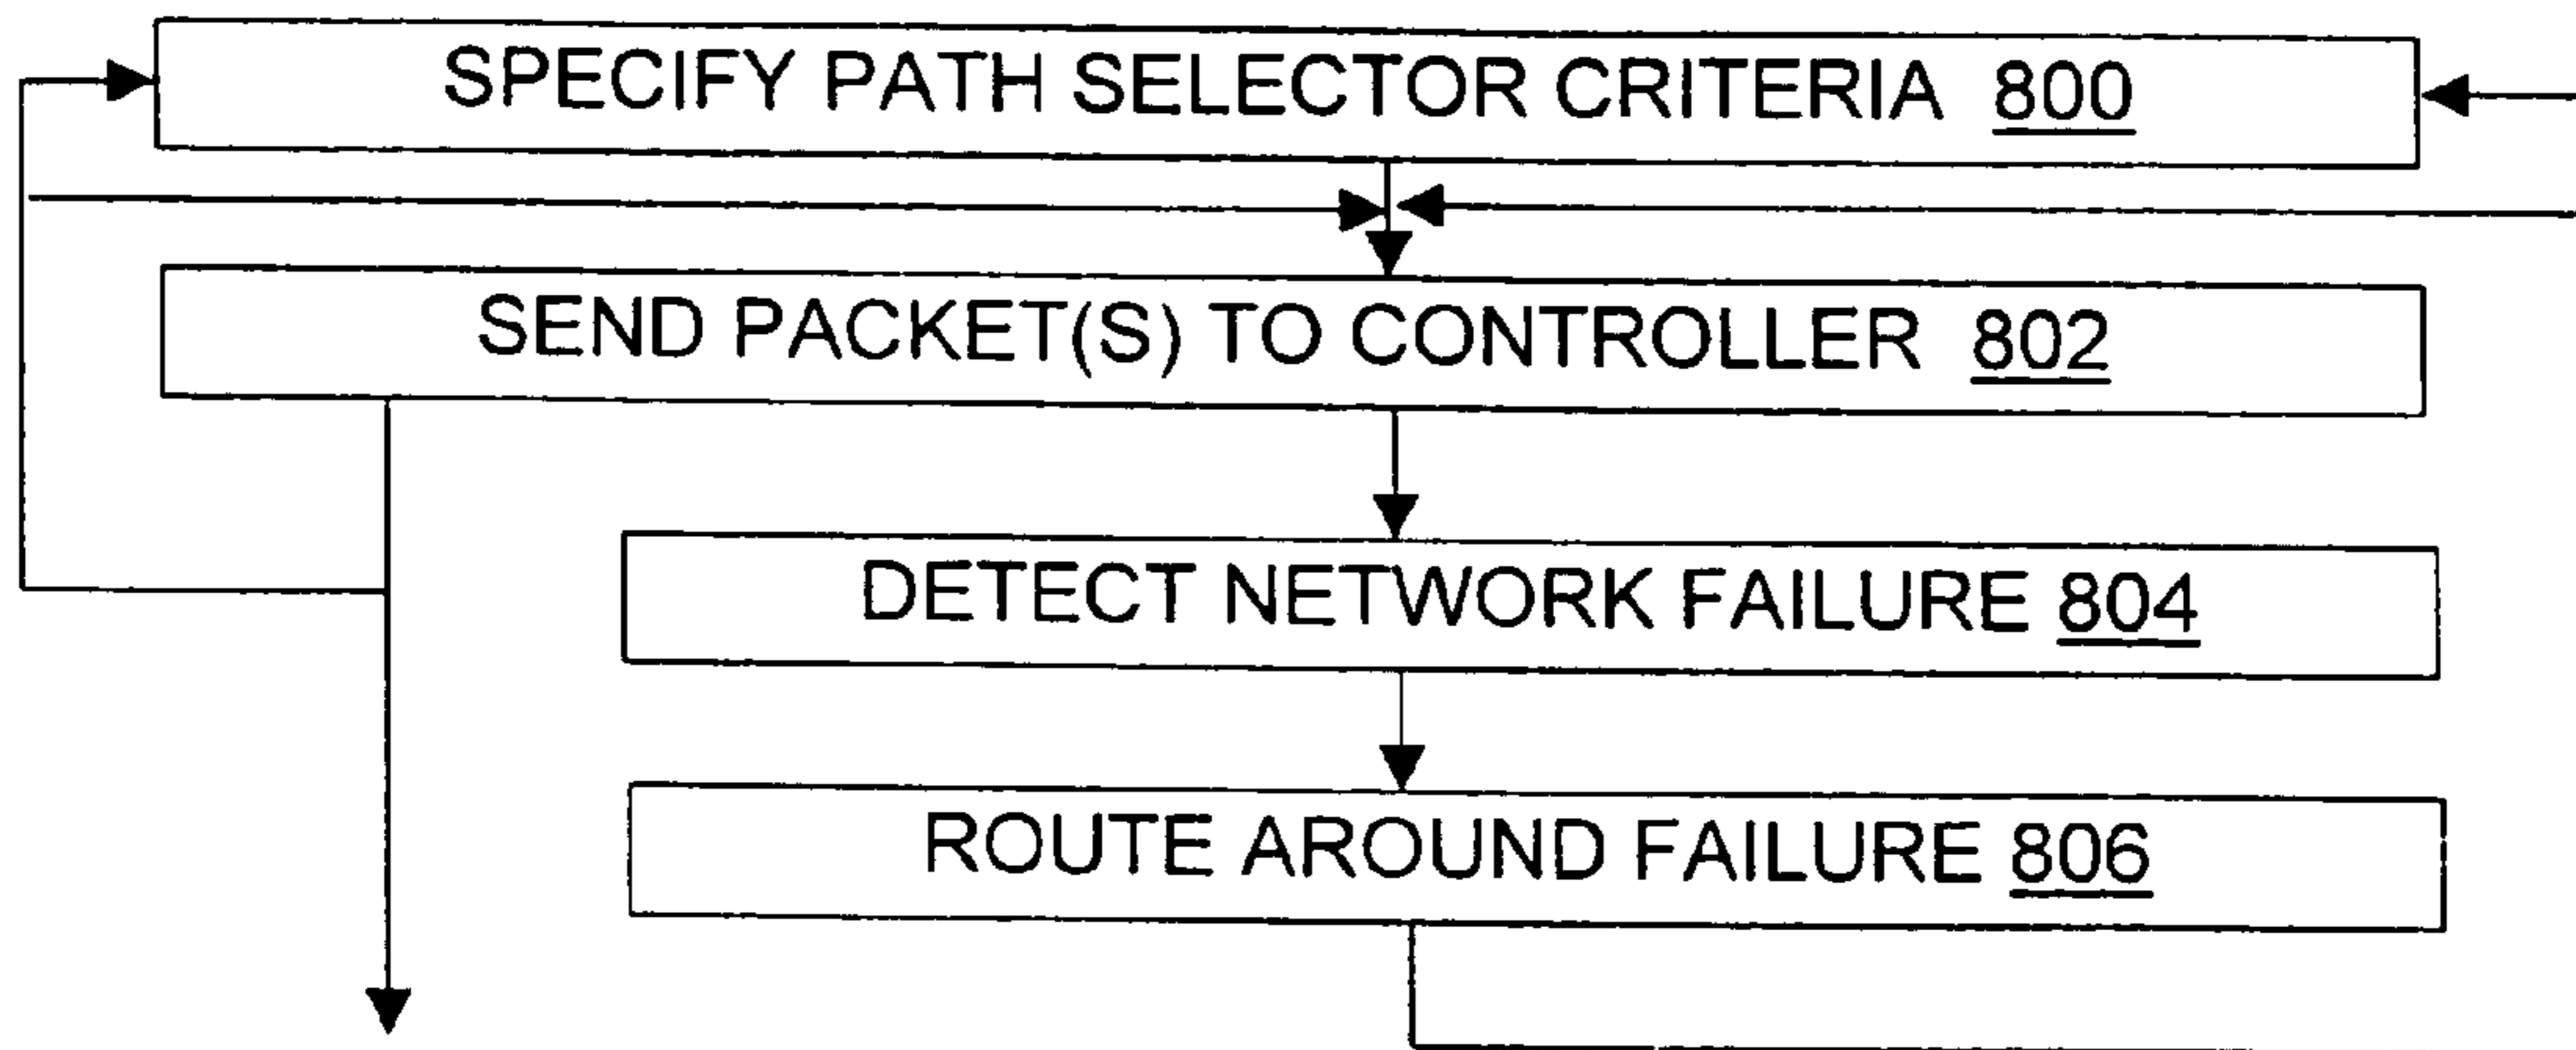 SPECIFY PATH SELECTOR CRITERIA 800
SEND PACKET(S) TO CONTROLLER 802
DETECT NETWORK FAILURE 804
ROUTE AROUND FAILURE 806